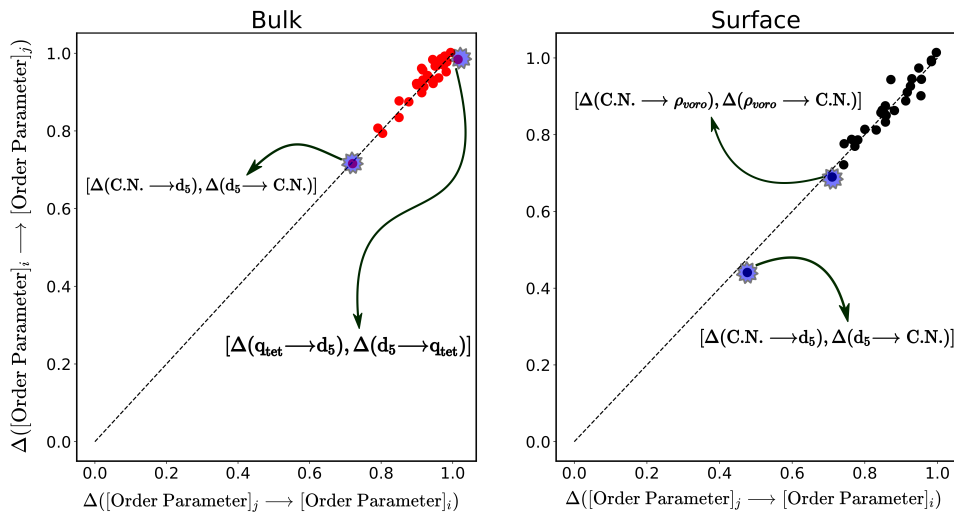 Bulk
Surface
Δ([Order Parameter]ᵢ ⟶ [Order Parameter]ⱼ)
1.0
0.8
0.6
0.4
0.2
0.0
[Δ(C.N. ⟶d₅), Δ(d₅⟶ C.N.)]
[Δ(qₜₑₜ⟶d₅), Δ(d₅⟶qₜₑₜ)]
0.0 0.2 0.4 0.6 0.8 1.0
Δ([Order Parameter]ⱼ ⟶ [Order Parameter]ᵢ)
1.0
0.8
0.6
0.4
0.2
0.0
[Δ(C.N. ⟶ ρ_voro), Δ(ρ_voro ⟶ C.N.)]
[Δ(C.N. ⟶d₅), Δ(d₅⟶ C.N.)]
0.0 0.2 0.4 0.6 0.8 1.0
Δ([Order Parameter]ⱼ ⟶ [Order Parameter]ᵢ)